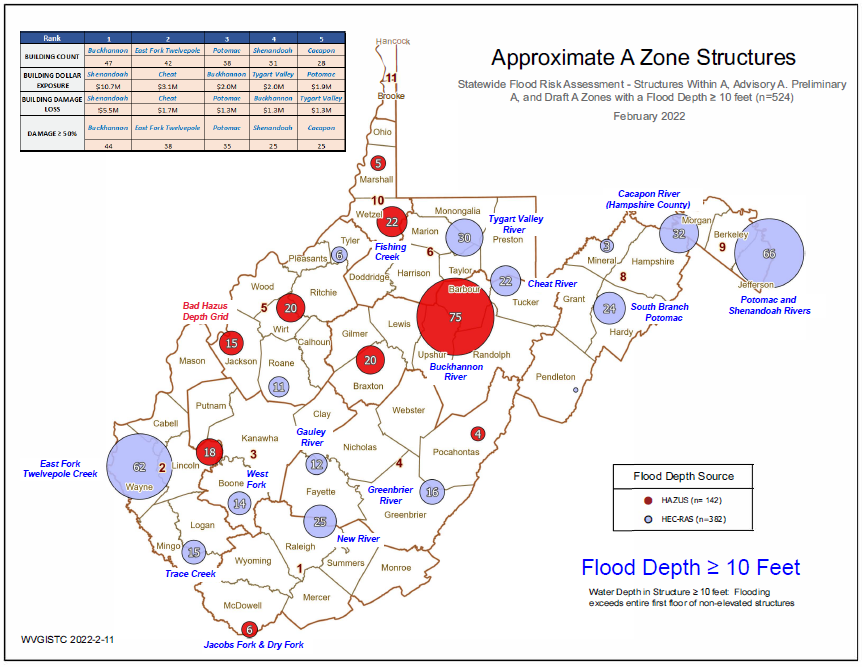 Rank 1 2 3 4 5
BUILDING COUNT Buckhannon East Fork Twelvepole Potomac Shenandoah Cacapon
47 42 38 31 28
BUILDING DOLLAR EXPOSURE Shenandoah Cheat Buckhannon Tygart Valley Potomac
$10.7M $3.1M $2.0M $2.0M $1.9M
BUILDING DAMAGE LOSS Shenandoah Cheat Potomac Buckhannon Tygart Valley
$5.5M $1.7M $1.3M $1.3M $1.3M
DAMAGE ≥ 50% Buckhannon East Fork Twelvepole Potomac Shenandoah Cacapon
44 38 35 25 25
Approximate A Zone Structures
Statewide Flood Risk Assessment - Structures Within A, Advisory A. Preliminary
A, and Draft A Zones with a Flood Depth ≥ 10 feet (n=524)
February 2022
Hancock
11
Brooke
Ohio
5
Marshall
10
Wetzel
22
Monongalia
Marion
30
Tygart Valley
River
Preston
Cacapon River
(Hampshire County)
Morgan
32
Berkeley
9
66
Jefferson
Potomac and
Shenandoah Rivers
Tyler
6
Pleasants
Fishing
Creek
6
3
Mineral
Hampshire
8
Doddridge
Harrison
Taylor
Barbour
22
Cheat River
Tucker
Grant
24
South Branch
Potomac
Hardy
Wood
Ritchie
Bad Hazus
Depth Grid
5
20
Wirt
15
Calhoun
Gilmer
Lewis
75
Mason
Jackson
Roane
20
Upshur
Randolph
Buckhannon
River
Pendleton
11
Braxton
Putnam
Clay
Webster
Cabell
Kanawha
Gauley
River
Nicholas
4
Pocahontas
18
3
East Fork
Twelvepole Creek
62
2
Lincoln
Wayne
West
Fork
Boone
12
4
Fayette
Greenbrier
River
16
Greenbrier
14
Logan
25
New River
Mingo
15
Trace Creek
Raleigh
Wyoming
1
Summers
Monroe
Mercer
McDowell
6
Jacobs Fork & Dry Fork
Flood Depth Source
HAZUS (n= 142)
HEC-RAS (n=382)
Flood Depth ≥ 10 Feet
Water Depth in Structure ≥ 10 feet: Flooding
exceeds entire first floor of non-elevated structures
WVGISTC 2022-2-11